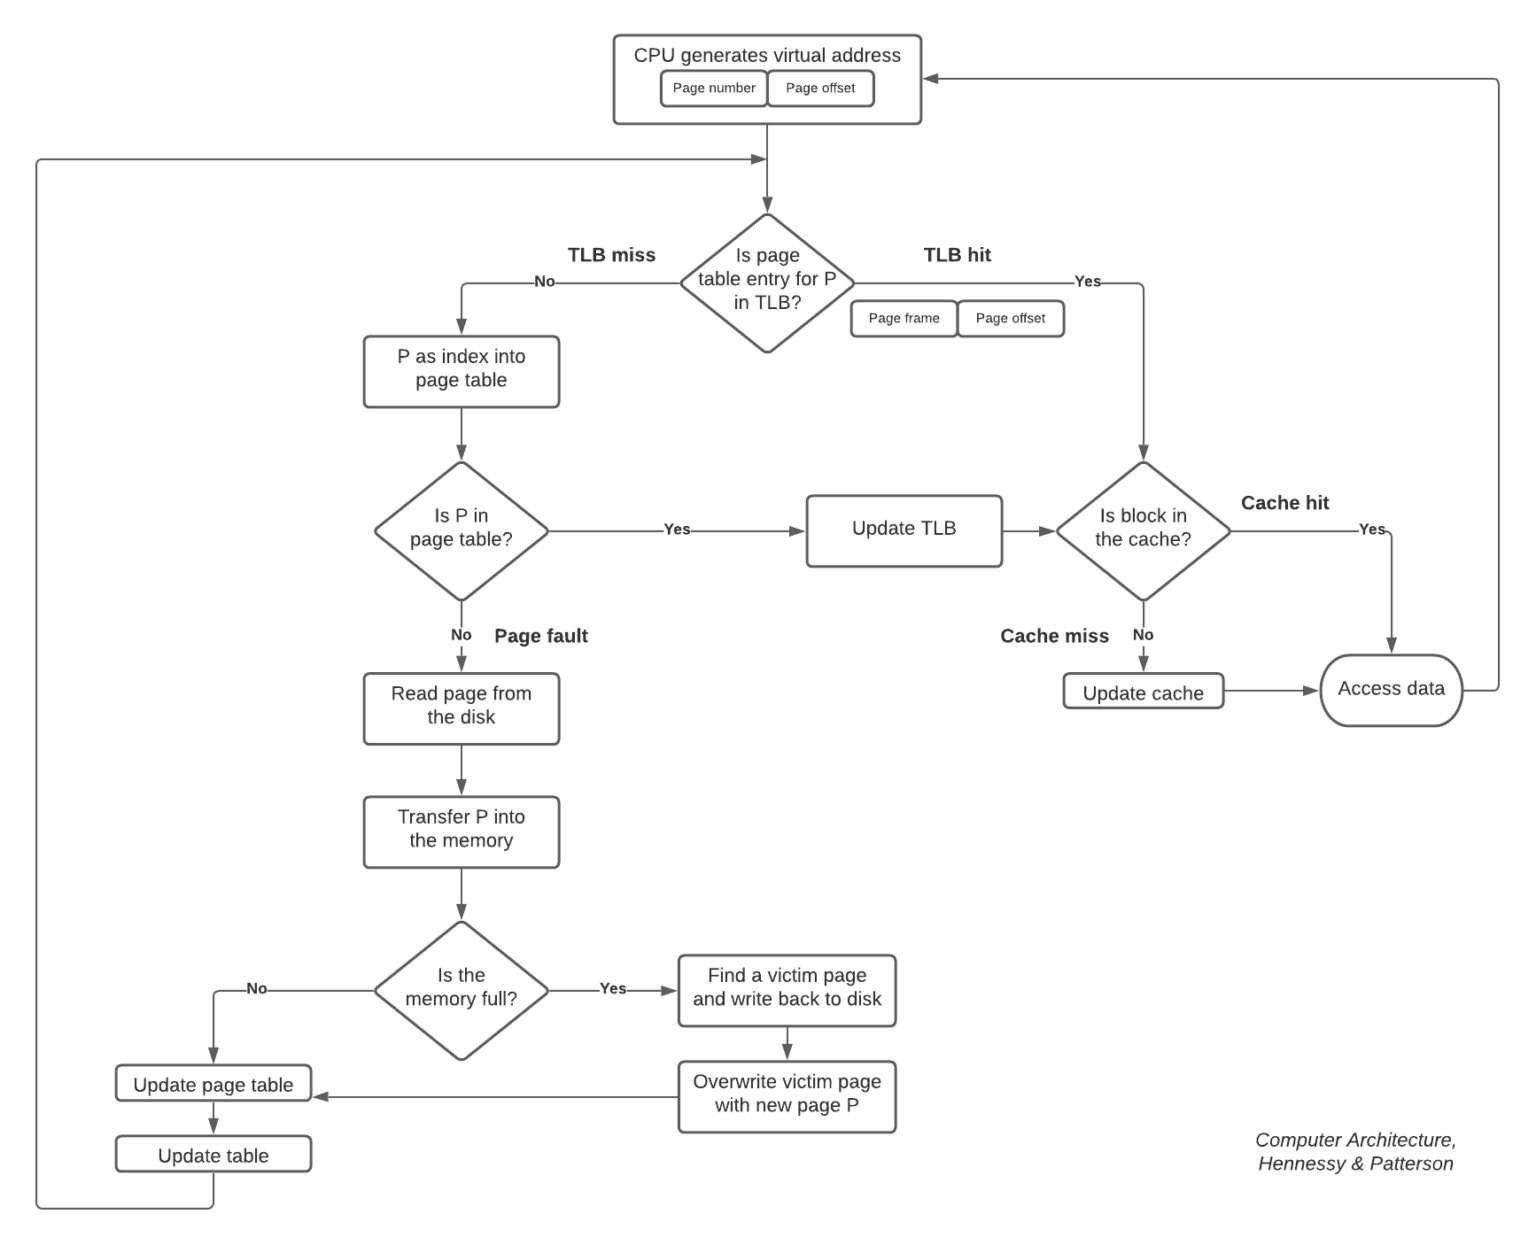 CPU generates virtual address
Page number
Page offset
TLB miss
TLB hit
Is page
table entry for P
in TLB?
No
Yes
Page frame
Page offset
P as index into
page table
Is P in
page table?
Yes
Update TLB
Is block in
the cache?
Cache hit
Yes
No
Page fault
Cache miss
No
Read page from
the disk
Update cache
Access data
Transfer P into
the memory
Is the
memory full?
No
Yes
Find a victim page
and write back to disk
Update page table
Overwrite victim page
with new page P
Update table
Computer Architecture,
Hennessy & Patterson